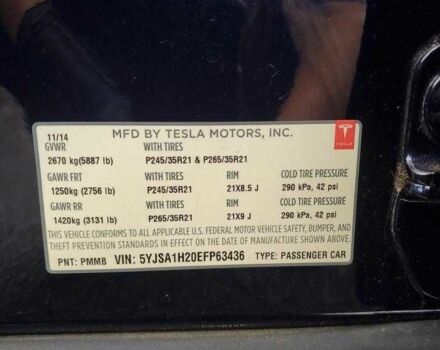 MFD BY TESLA MOTORS, INC.
11/14
GVWR WITH TIRES
2670 kg(5887 lb) P245/35R21 & P265/35R21
TESLA
GAWR FRT WITH TIRES RIM COLD TIRE PRESSURE
1250kg (2756 lb) P245/35R21 21X8.5 J 290 kPa, 42 psi
GAWR RR WITH TIRES RIM COLD TIRE PRESSURE
1420kg (3131 lb) P265/35R21 21X9 J 290 kPa, 42 psi
THIS VEHICLE CONFORMS TO ALL APPLICABLE U.S.
FEDERAL MOTOR VEHICLE SAFETY, BUMPER, AND
THEFT PREVENTION STANDARDS IN EFFECT ON THE DATE OF MANUFACTURE SHOWN ABOVE.
PNT: PMMB VIN: 5YJSA1H20EFP63436 TYPE: PASSENGER CAR